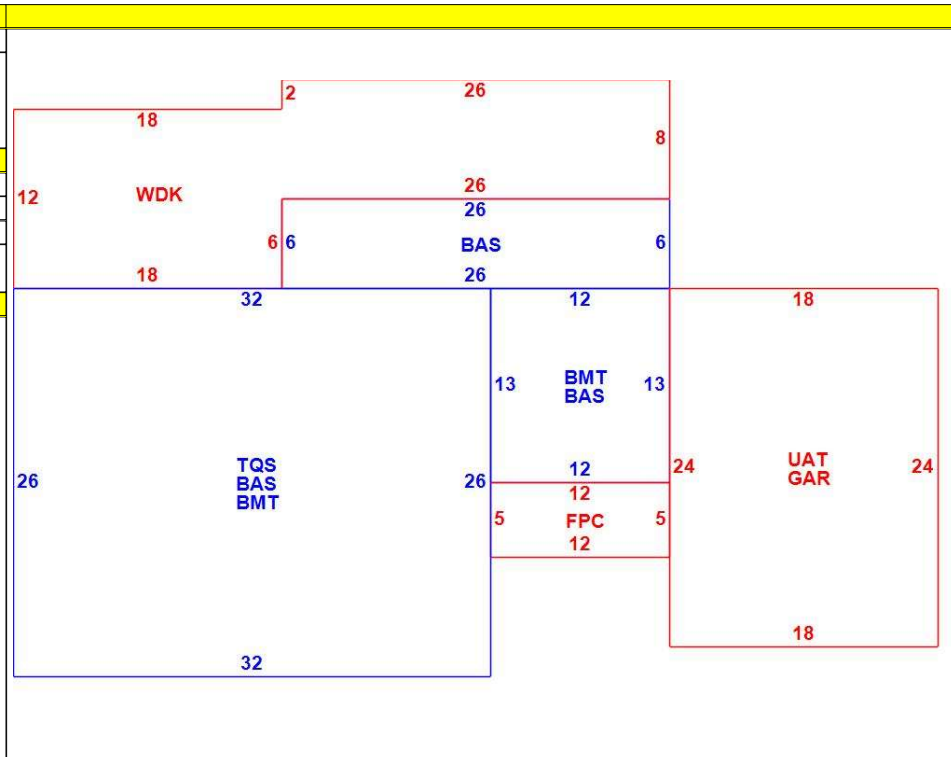 2 26
18
8
12 WDK
26
26
6 6 BAS 6
18 26
32 12 18
13 BMT 13
BAS
26 TQS 26
BAS
BMT
12
24 UAT 24
GAR
12
5 FPC 5
12
18
32